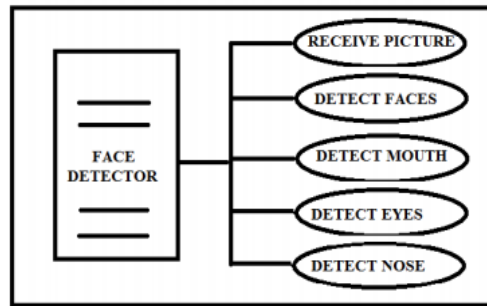 FACE
DETECTOR
RECEIVE PICTURE
DETECT FACES
DETECT MOUTH
DETECT EYES
DETECT NOSE